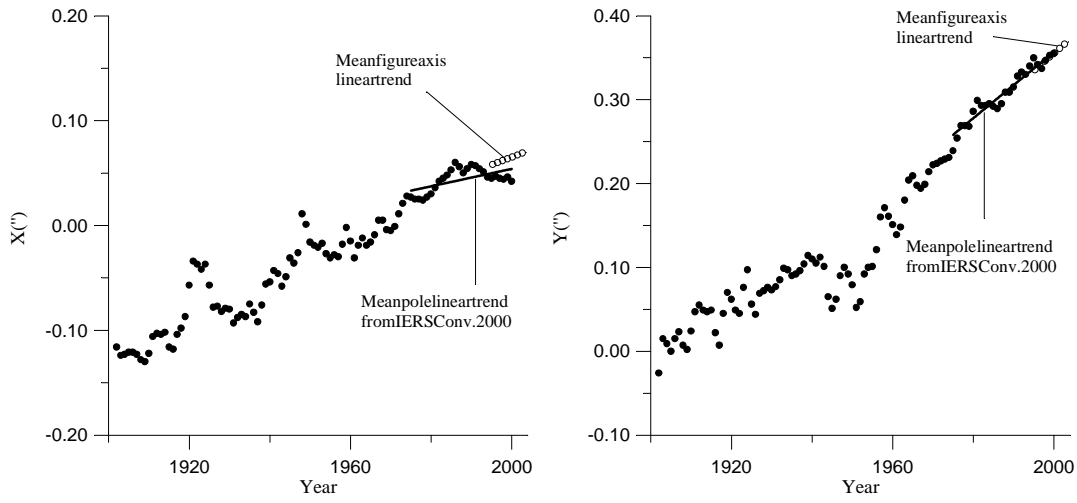 0.20
0.10
0.00
-0.10
-0.20
X(")
Meanfigureaxis
lineartrend
Meanpolelineartrend
fromIERSConv.2000
1920
1960
2000
Year
0.40
0.30
0.20
0.10
0.00
-0.10
Y(")
Meanfigureaxis
lineartrend
Meanpolelineartrend
fromIERSConv.2000
1920
1960
2000
Year